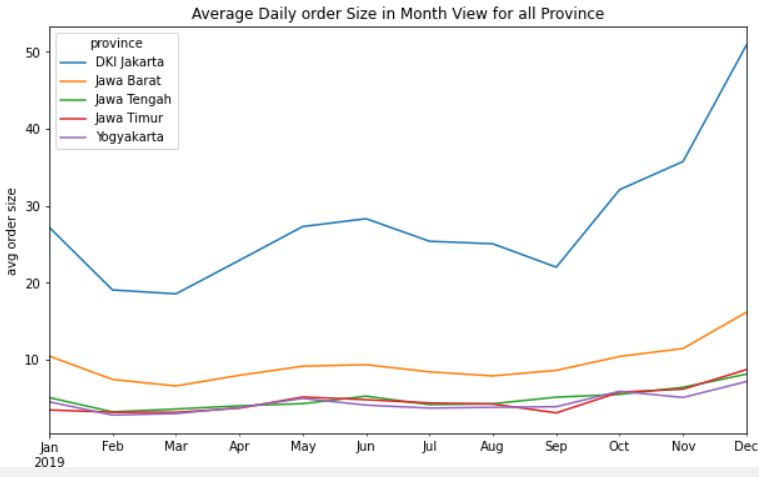 Average Daily order Size in Month View for all Province
province
DKI Jakarta
Jawa Barat
Jawa Tengah
Jawa Timur
Yogyakarta
avg order size
50
40
30
20
10
Jan Feb Mar Apr May Jun Jul Aug Sep Oct Nov Dec
2019